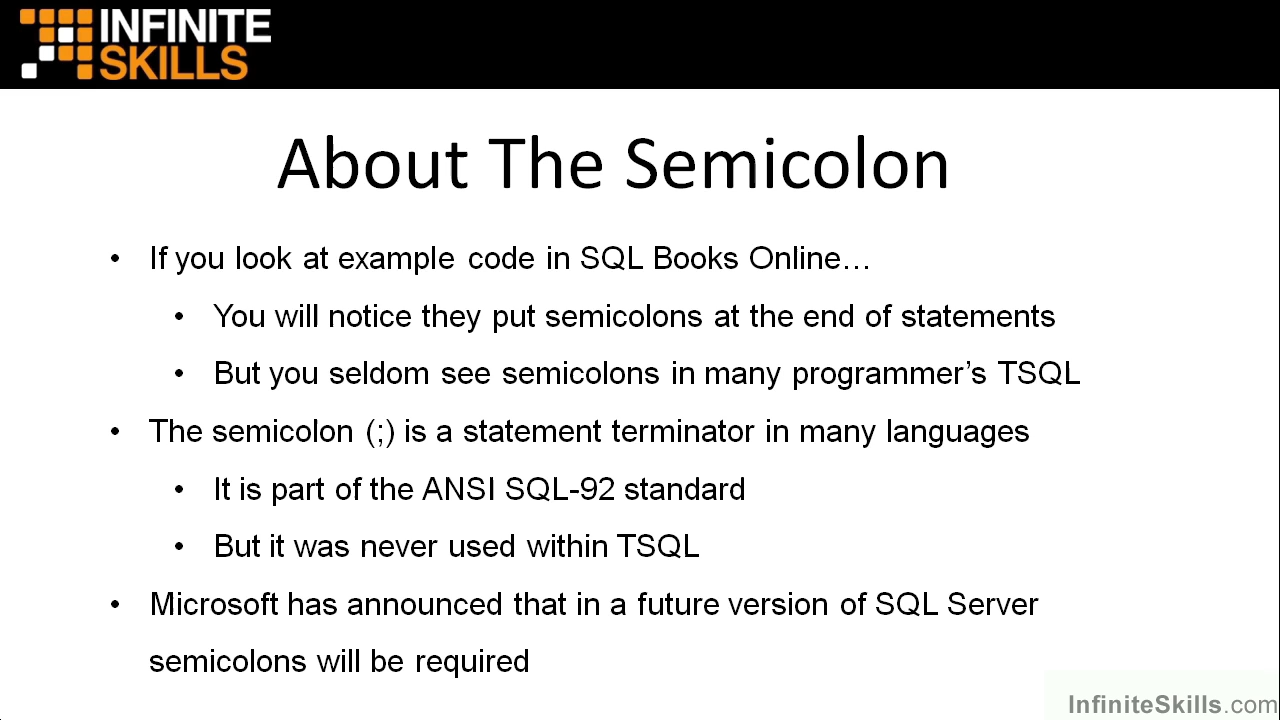 INFINITE
SKILLS
About The Semicolon
• If you look at example code in SQL Books Online…
• You will notice they put semicolons at the end of statements
• But you seldom see semicolons in many programmer’s TSQL
• The semicolon (;) is a statement terminator in many languages
• It is part of the ANSI SQL-92 standard
• But it was never used within TSQL
• Microsoft has announced that in a future version of SQL Server
semicolons will be required
InfiniteSkills.com